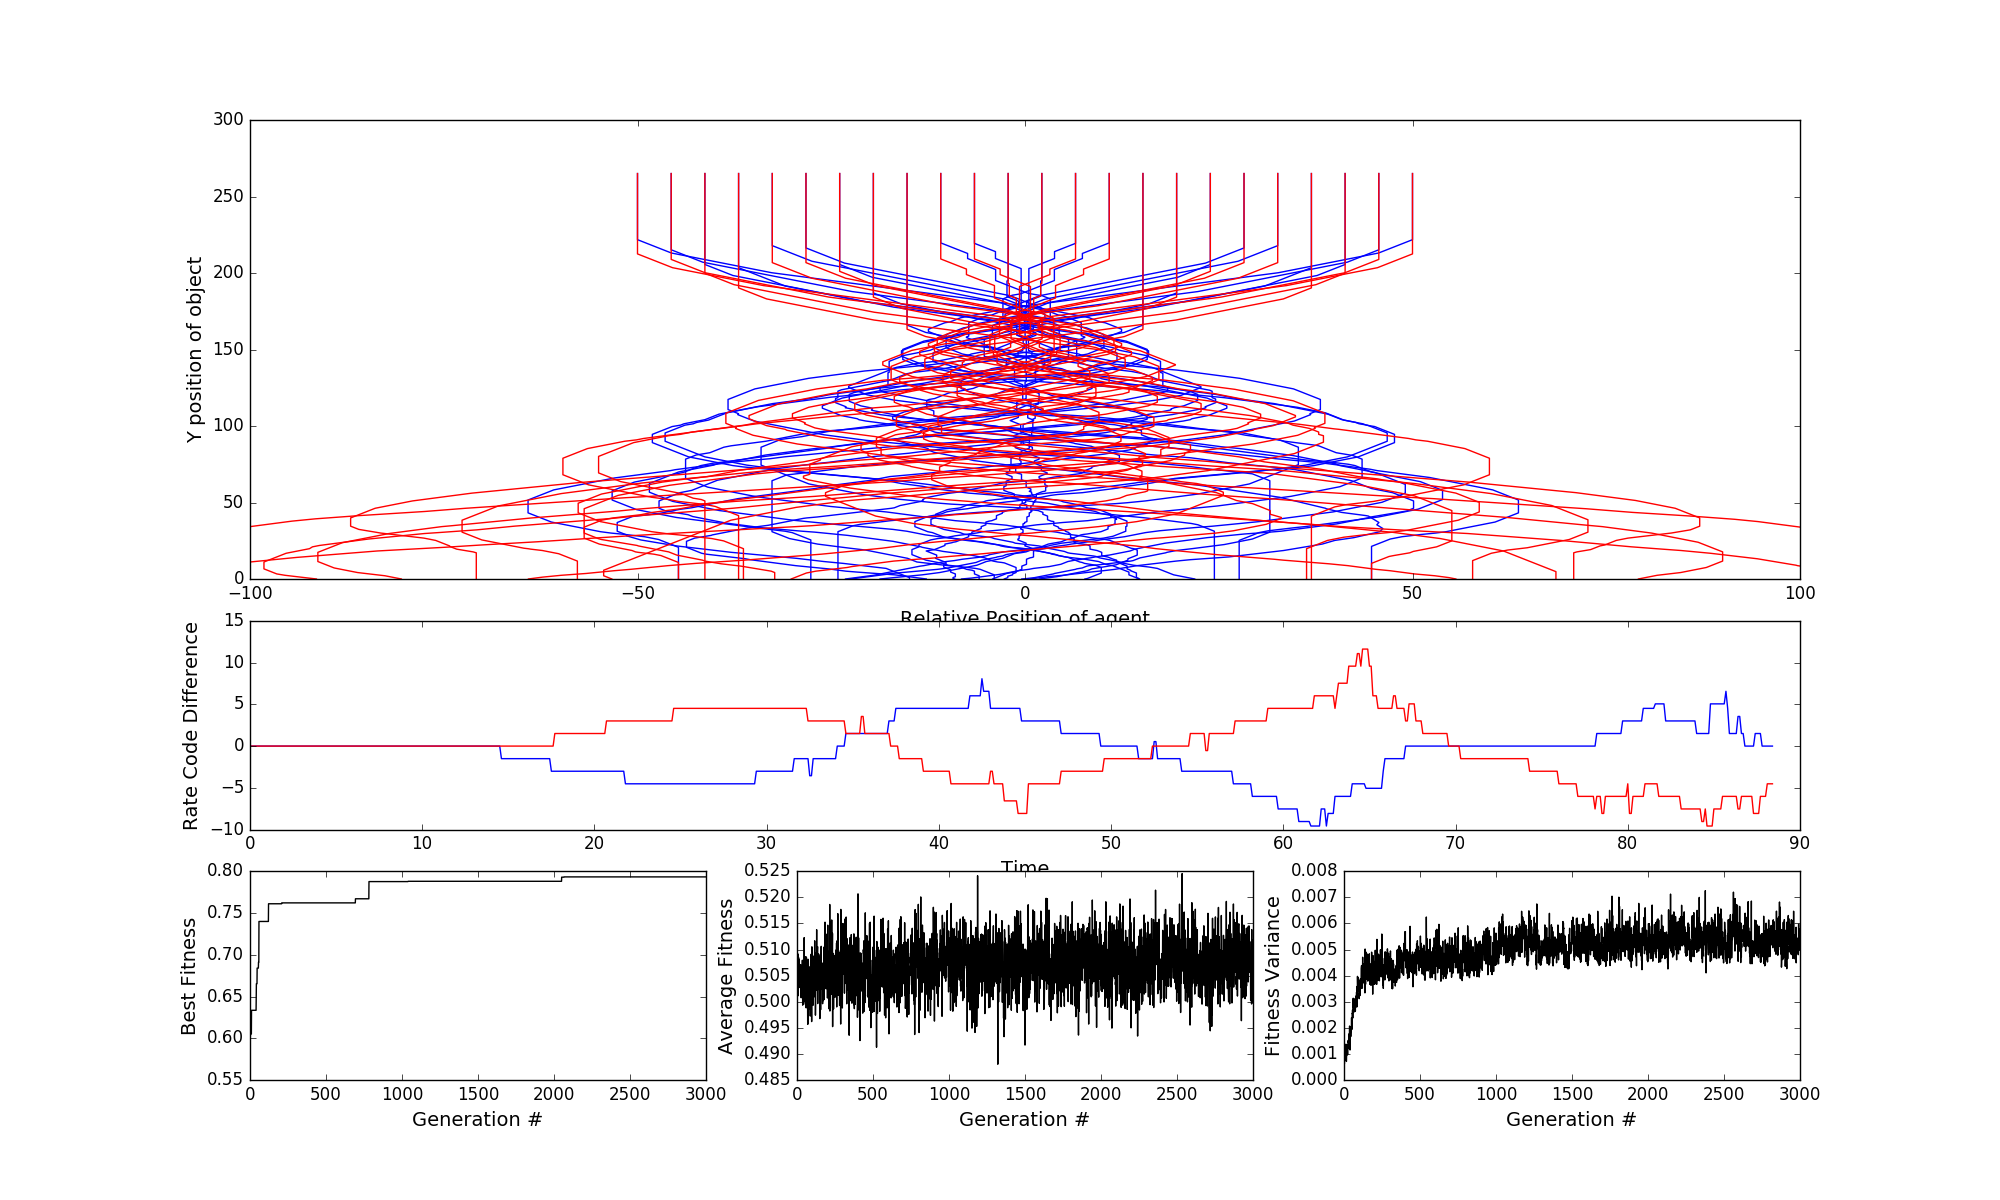 300
250
200
150
100
50
0
Y position of object
−100 −50 0 50 100
Relative Position of agent
15
10
5
0
−5
−10
Rate Code Difference
0 10 20 30 40 50 60 70 80 90
Time
0.80
0.75
0.70
0.65
0.60
0.55
Best Fitness
0 500 1000 1500 2000 2500 3000
Generation #
0.525
0.520
0.515
0.510
0.505
0.500
0.495
0.490
0.485
Average Fitness
0 500 1000 1500 2000 2500 3000
Generation #
0.008
0.007
0.006
0.005
0.004
0.003
0.002
0.001
0.000
Fitness Variance
0 500 1000 1500 2000 2500 3000
Generation #